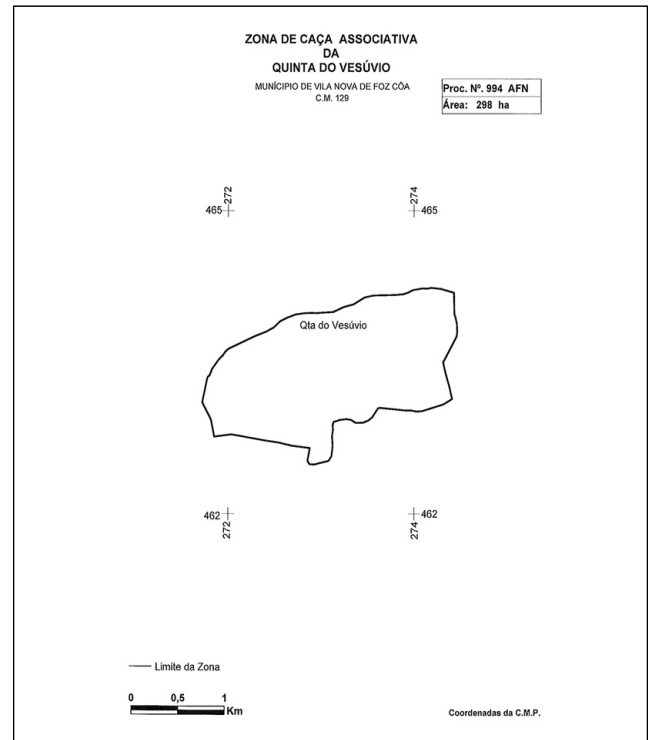 ZONA DE CAÇA ASSOCIATIVA
DA
QUINTA DO VESÚVIO
MUNÍCIPIO DE VILA NOVA DE FOZ CÔA
C.M. 129
Proc. Nº. 994 AFN
Área: 298 ha
272
274
465
465
Qta do Vesúvio
462
462
272
274
Limite da Zona
0 0,5 1
Km
Coordenadas da C.M.P.